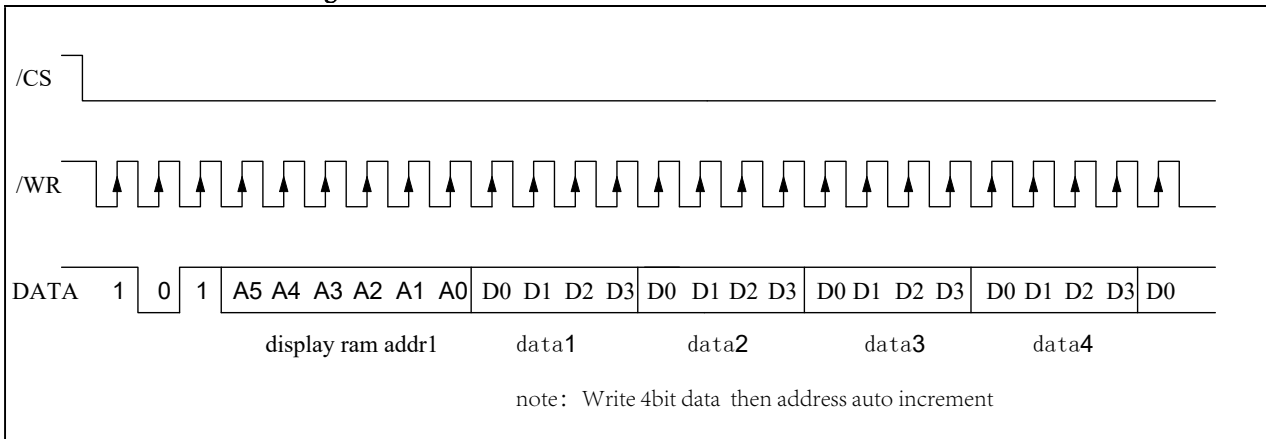 /CS
/WR
DATA 1 0 1 A5 A4 A3 A2 A1 A0 D0 D1 D2 D3 D0 D1 D2 D3 D0 D1 D2 D3 D0 D1 D2 D3 D0
display ram addr1 data1 data2 data3 data4
note: Write 4bit data then address auto increment